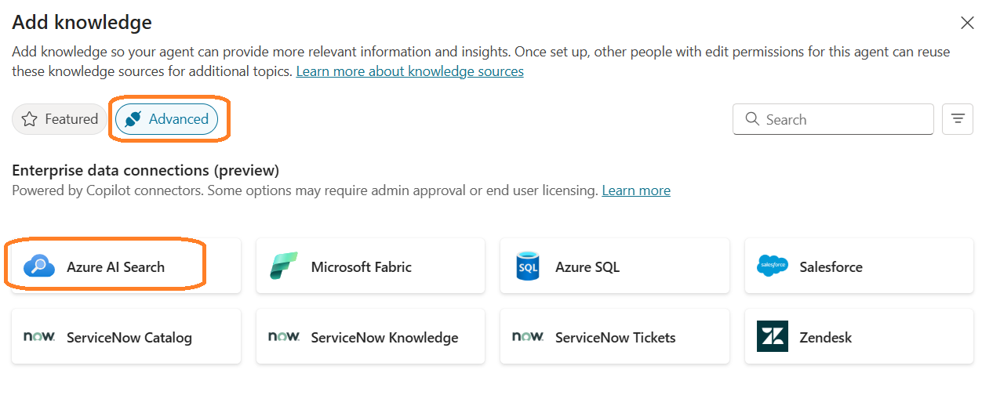 Add knowledge
Add knowledge so your agent can provide more relevant information and insights. Once set up, other people with edit permissions for this agent can reuse
these knowledge sources for additional topics. Learn more about knowledge sources
Featured Advanced Search
Enterprise data connections (preview)
Powered by Copilot connectors. Some options may require admin approval or end user licensing. Learn more
Azure AI Search Microsoft Fabric SQL Azure SQL salesforce Salesforce
now. ServiceNow Catalog now. ServiceNow Knowledge now. ServiceNow Tickets Zendesk